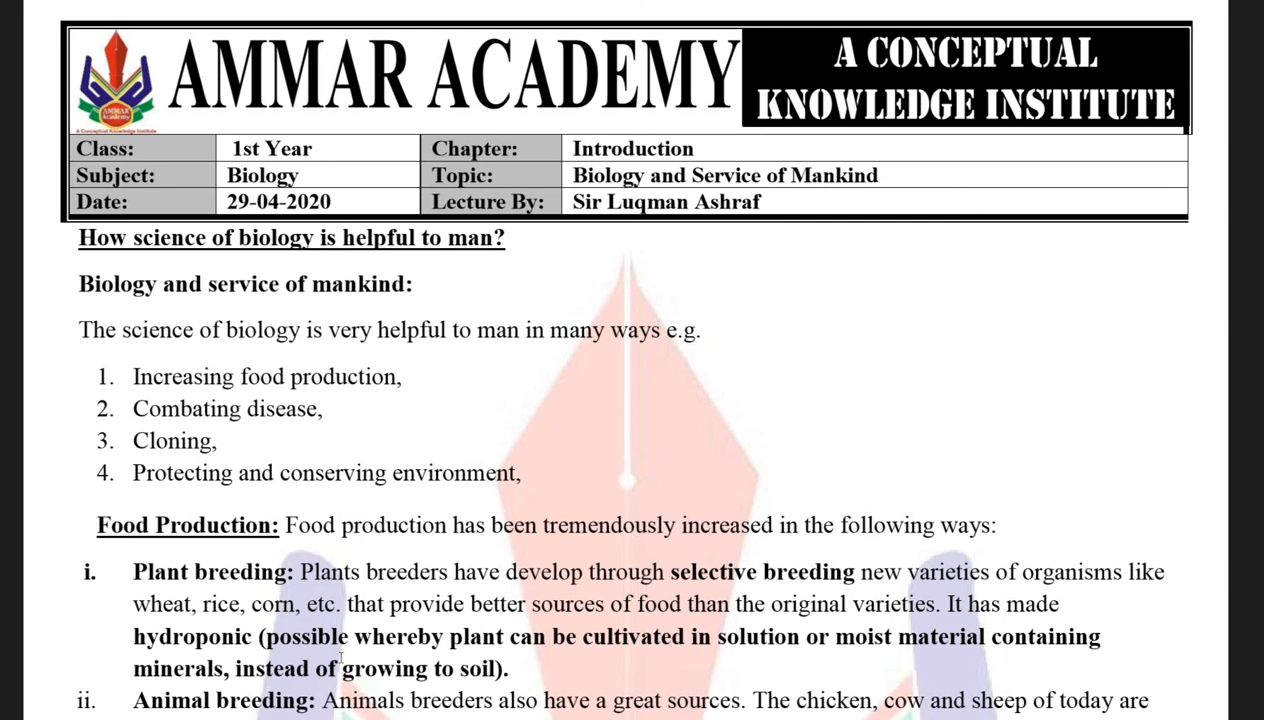 AMMAR ACADEMY
A CONCEPTUAL
KNOWLEDGE INSTITUTE
AMMAR
Academy
A Conceptual Knowledge Institute
Class: 1st Year Chapter: Introduction
Subject: Biology Topic: Biology and Service of Mankind
Date: 29-04-2020 Lecture By: Sir Luqman Ashraf
How science of biology is helpful to man?
Biology and service of mankind:
The science of biology is very helpful to man in many ways e.g.
1. Increasing food production,
2. Combating disease,
3. Cloning,
4. Protecting and conserving environment,
Food Production: Food production has been tremendously increased in the following ways:
i. Plant breeding: Plants breeders have develop through selective breeding new varieties of organisms like
wheat, rice, corn, etc. that provide better sources of food than the original varieties. It has made
hydroponic (possible whereby plant can be cultivated in solution or moist material containing
minerals, instead of growing to soil).
ii. Animal breeding: Animals breeders also have a great sources. The chicken, cow and sheep of today are